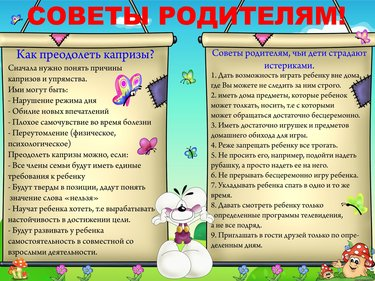 СОВЕТЫ РОДИТЕЛЯМ!
Как преодолеть капризы?
Сначала нужно понять причины
капризов и упрямства.
Ими могут быть:
- Нарушение режима дня
- Обилие новых впечатлений
- Плохое самочувствие во время болезни
- Переутомление (физическое,
психологическое)
Преодолеть капризы можно, если:
- Все члены семьи будут иметь единые
требования к ребенку
- Будут тверды в позиции, дадут понять
значение слова «нельзя»
- Научат ребенка хотеть, т.е вырабатывать
настойчивость в достижении цели.
- Будут развивать у ребенка
самостоятельность в совместной со
взрослыми деятельности.
Советы родителям, чьи дети страдают
истериками.
1. Дать возможность играть ребенку вне дома,
где Вы можете не следить за ним строго.
2. иметь дома предметы, которые ребенок
может толкать, носить, т.е с которыми
может обращаться достаточно бесцеремонно.
3. Иметь достаточно игрушек и предметов
домашнего обихода для игры.
4. Реже запрещать ребенку все трогать.
5. Не просить его, например, подойти надеть
рубашку, а просто надеть ее на него.
6. Не прерывать бесцеремонно игру ребенка.
7. Укладывать ребенка спать в одно и то же
время.
8. Давать смотреть ребенку только
определенные программы телевидения,
а не все подряд.
9. Приглашать в гости друзей только по опре-
деленным дням.